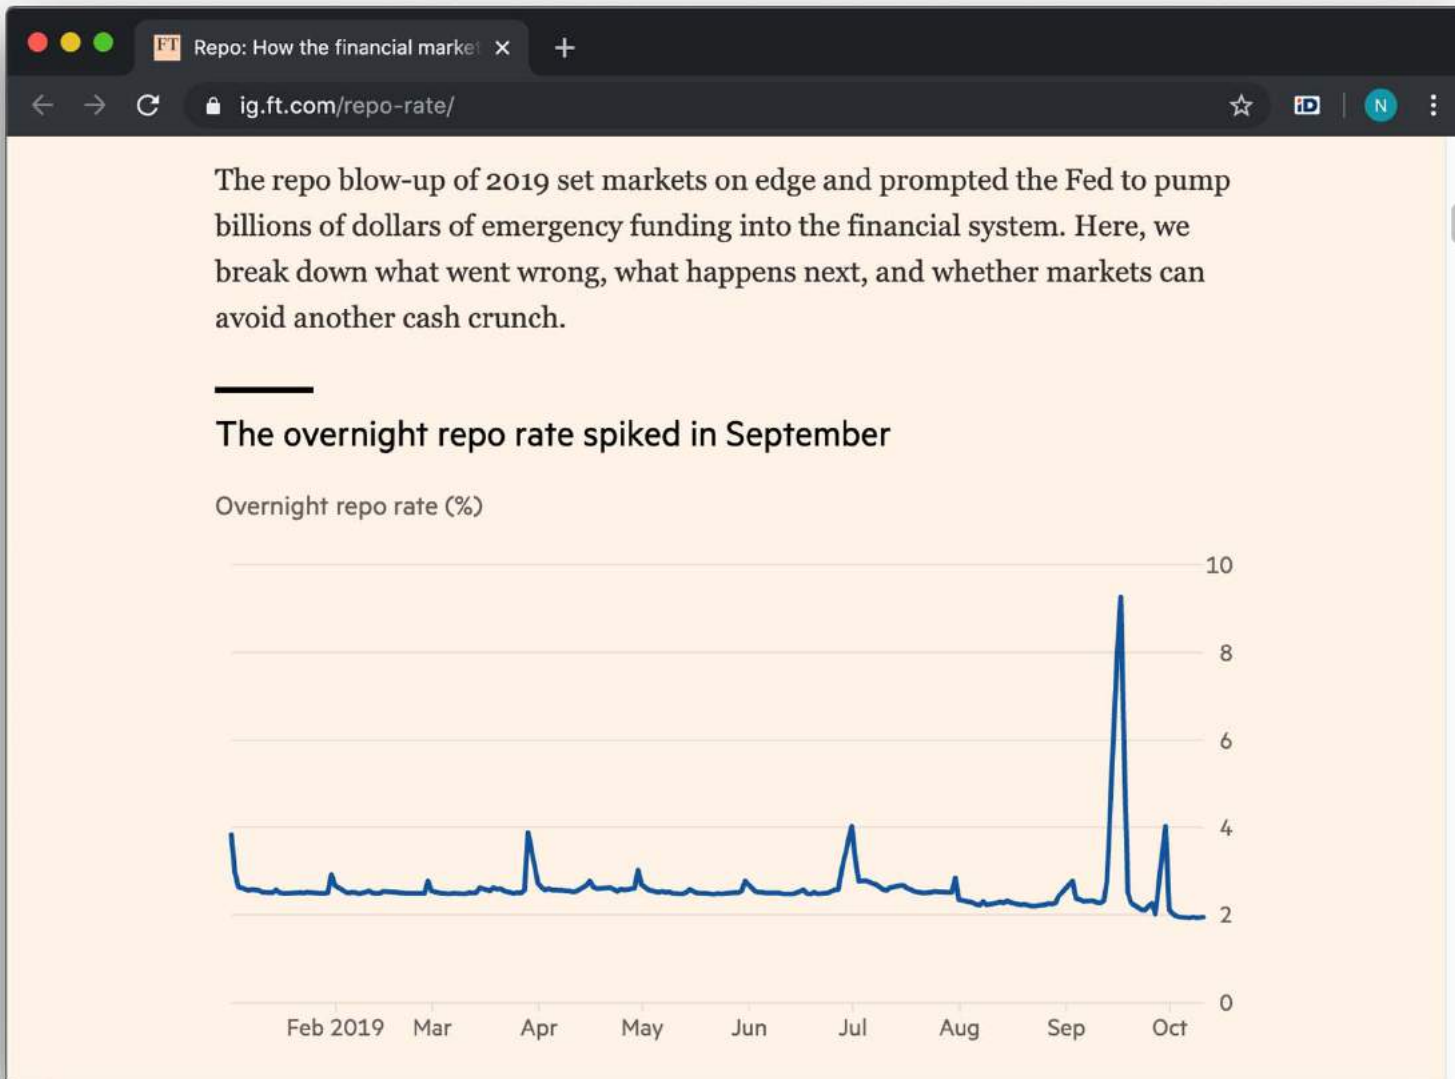 FT Repo: How the financial market
ig.ft.com/repo-rate/
iD
N
The repo blow-up of 2019 set markets on edge and prompted the Fed to pump
billions of dollars of emergency funding into the financial system. Here, we
break down what went wrong, what happens next, and whether markets can
avoid another cash crunch.
The overnight repo rate spiked in September
Overnight repo rate (%)
10
8
6
4
2
0
Feb 2019 Mar Apr May Jun Jul Aug Sep Oct